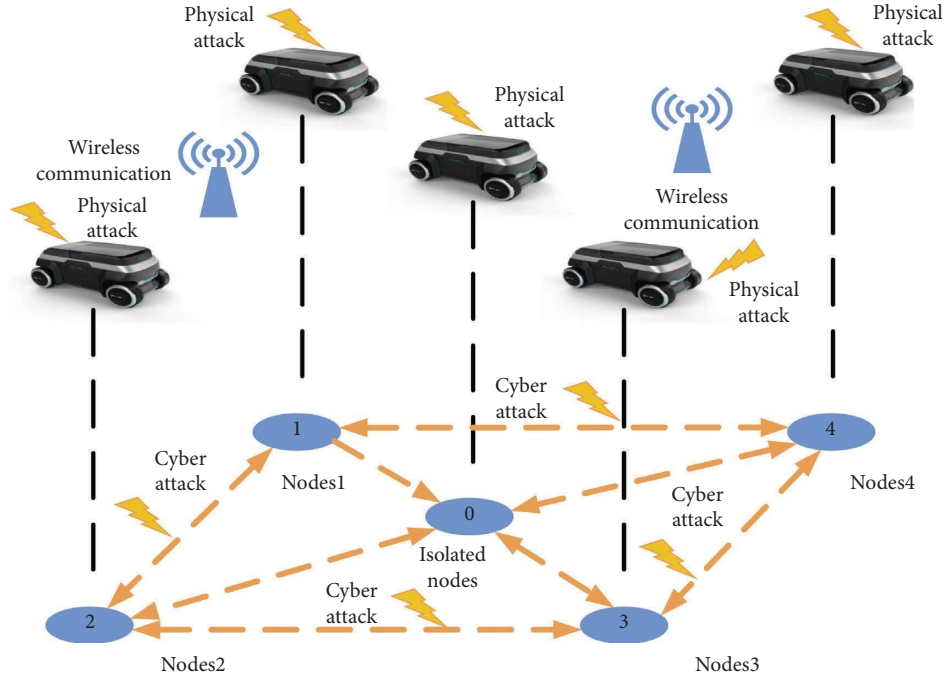 Physical
attack
Physical
attack
Physical
attack
Wireless
communication
Physical
attack
Wireless
communication
Physical
attack
Cyber
attack
1
4
Cyber
attack
Nodes1
Nodes4
Cyber
attack
0
Isolated
nodes
Cyber
attack
2
3
Nodes2
Nodes3